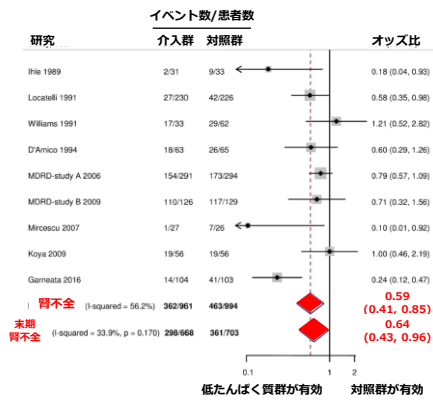 イベント数/患者数
研究 介入群 対照群 オッズ比
Ihle 1989 2/31 9/33 0.18 (0.04, 0.93)
Locatelli 1991 27/230 42/226 0.58 (0.35, 0.98)
Williams 1991 17/33 29/62 1.21 (0.52, 2.82)
D'Amico 1994 18/63 26/65 0.60 (0.29, 1.26)
MDRD-study A 2006 154/291 173/294 0.79 (0.57, 1.09)
MDRD-study B 2009 110/126 117/129 0.71 (0.32, 1.56)
Mircescu 2007 1/27 7/26 0.10 (0.01, 0.92)
Koya 2009 19/56 19/56 1.00 (0.46, 2.19)
Garneata 2016 14/104 41/103 0.24 (0.12, 0.47)
腎不全 (I-squared = 56.2%) 362/961 463/994 0.59
(0.41, 0.85)
末期
腎不全 (I-squared = 33.9%, p = 0.170) 298/668 361/703 0.64
(0.43, 0.96)
0.1 1 2
低たんぱく質群が有効 対照群が有効